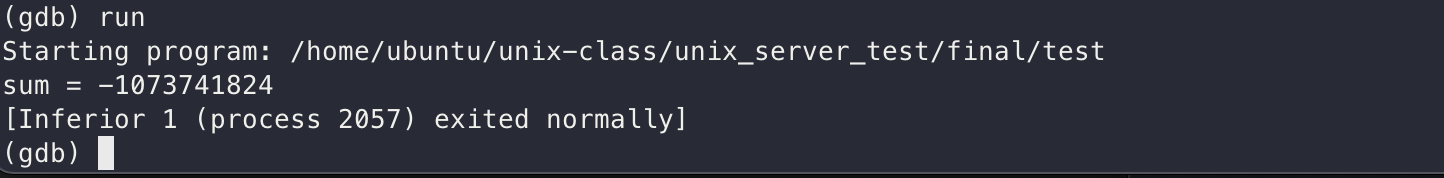 (gdb) run
Starting program: /home/ubuntu/unix-class/unix_server_test/final/test
sum = -1073741824
[Inferior 1 (process 2057) exited normally]
(gdb)